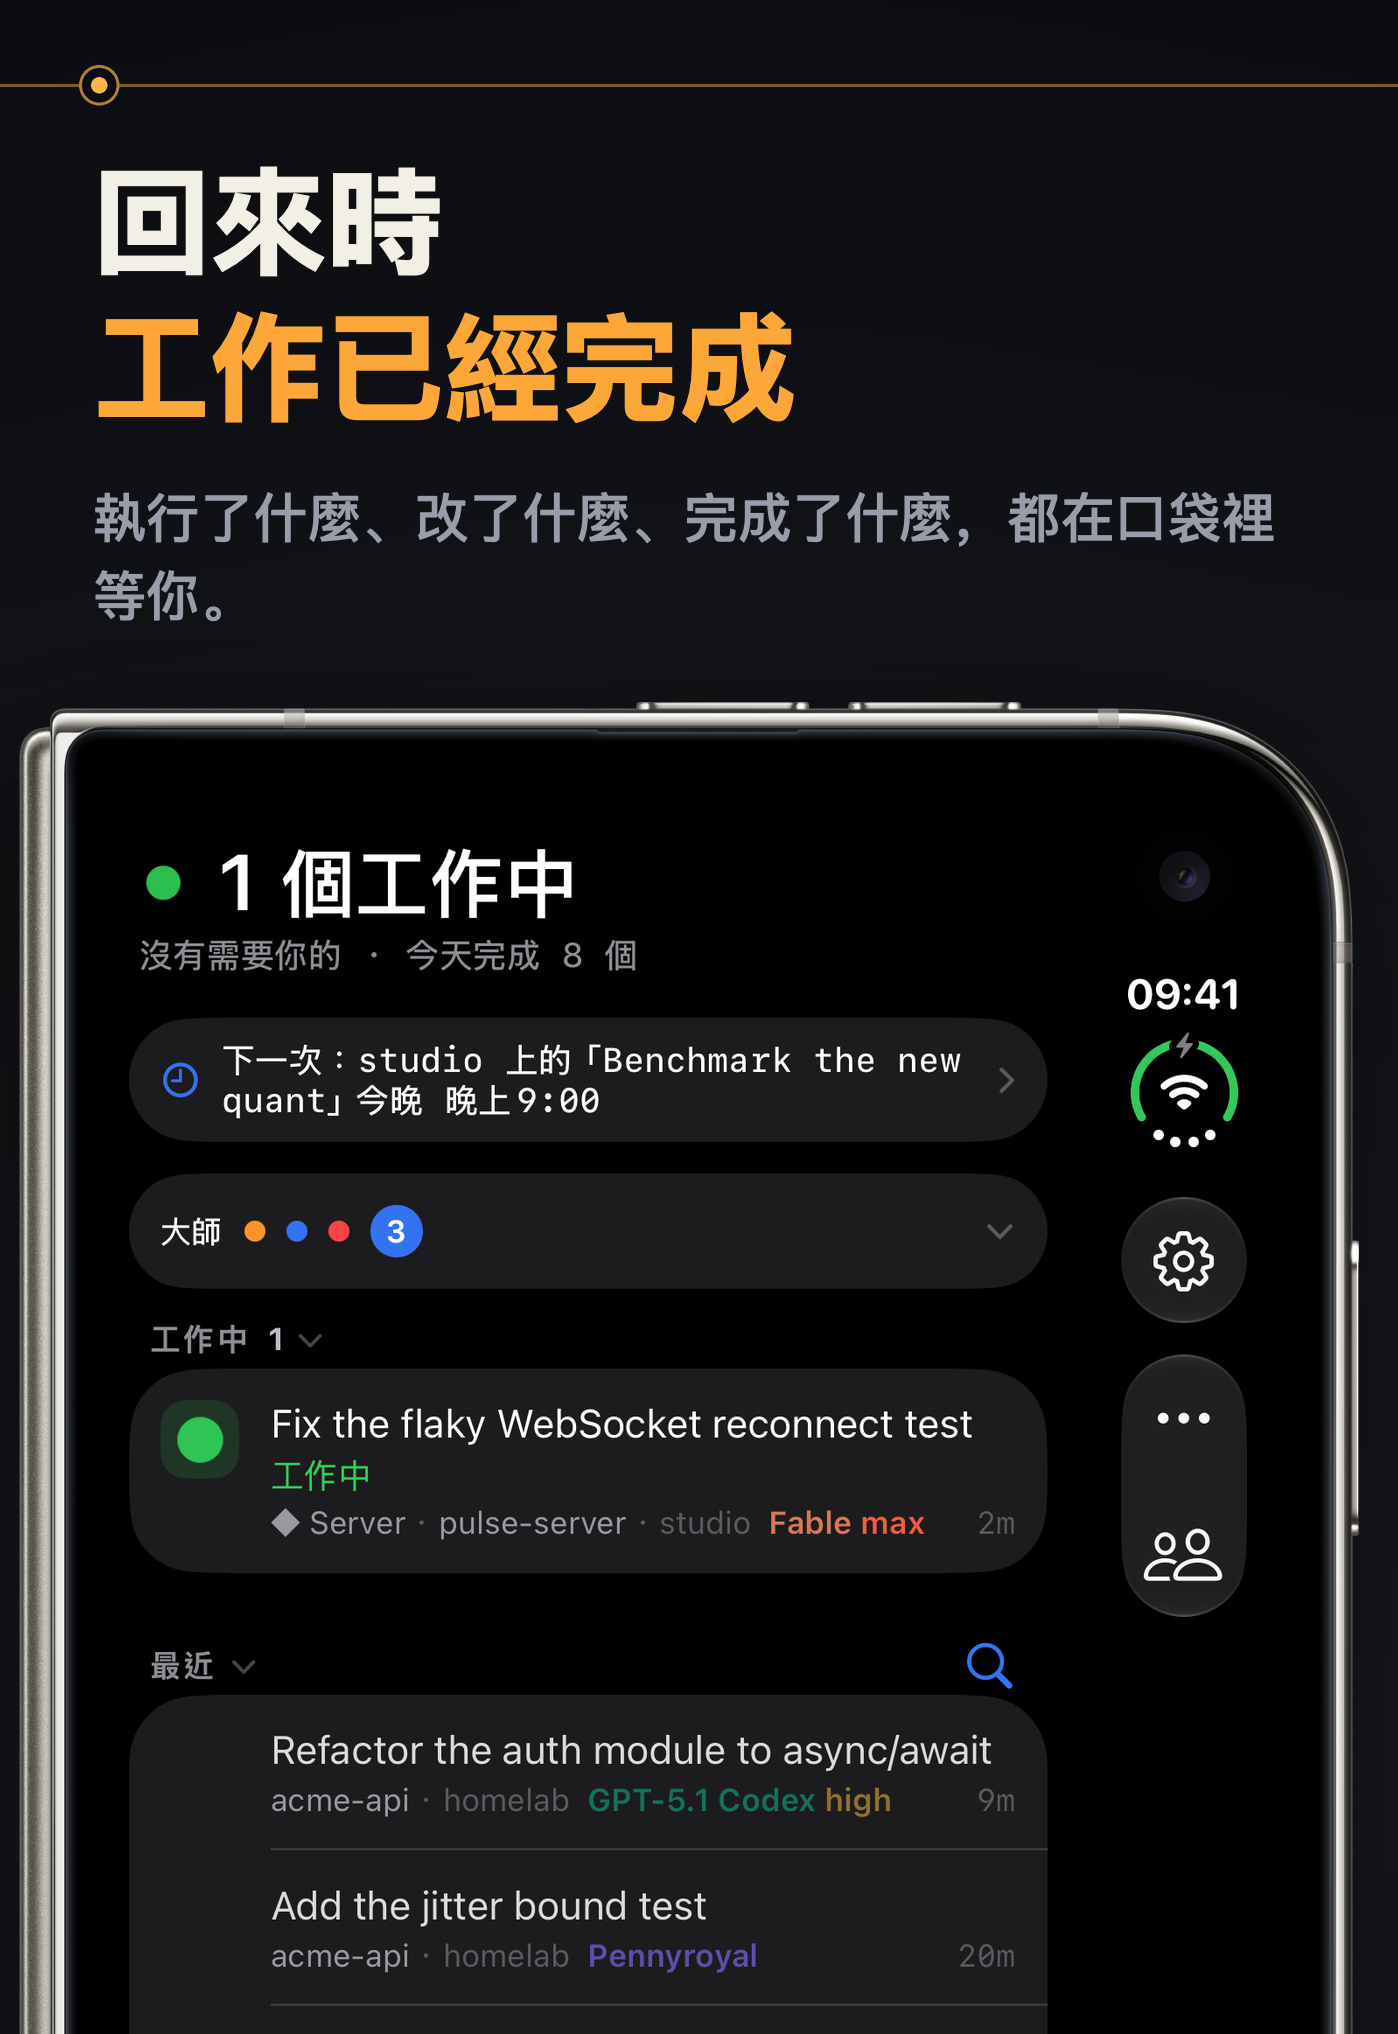 回來時
工作已經完成
執行了什麼、改了什麼、完成了什麼，都在口袋裡
等你。
1 個工作中
沒有需要你的 · 今天完成 8 個
09:41
下一次：studio 上的「Benchmark the new
quant」今晚 晚上9:00
大師 3
工作中 1
Fix the flaky WebSocket reconnect test
工作中
Server · pulse-server · studio Fable max 2m
最近
Refactor the auth module to async/await
acme-api · homelab GPT-5.1 Codex high 9m
Add the jitter bound test
acme-api · homelab Pennyroyal 20m